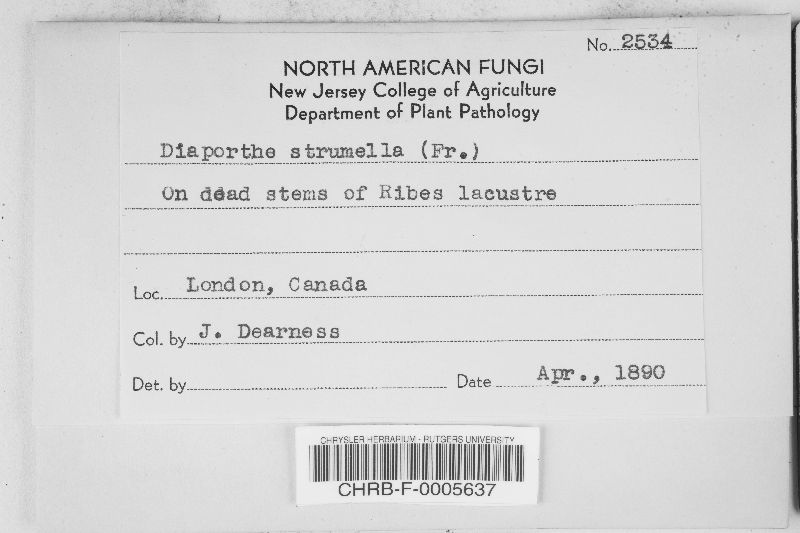 No. 2534
NORTH AMERICAN FUNGI
New Jersey College of Agriculture
Department of Plant Pathology
Diaporthe strumella (Fr.)
On dead stems of Ribes lacustre
Loc. London, Canada
Col. by J. Dearness
Det. by Date Apr., 1890
CHRYSLER HERBARIUM - RUTGERS UNIVERSITY
CHRB-F-0005637